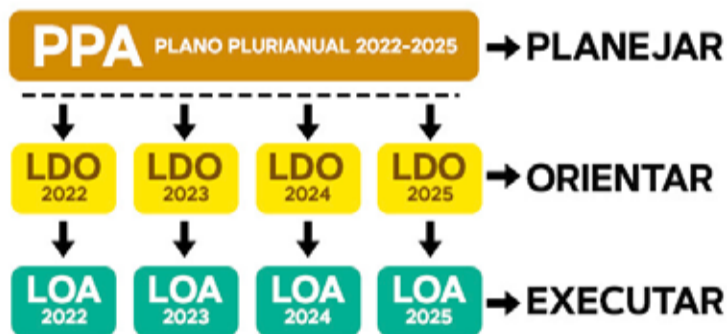 PPA PLANO PLURIANUAL 2022-2025 PLANEJAR
LDO LDO LDO LDO ORIENTAR
2022 2023 2024 2025
LOA LOA LOA LOA EXECUTAR
2022 2023 2024 2025